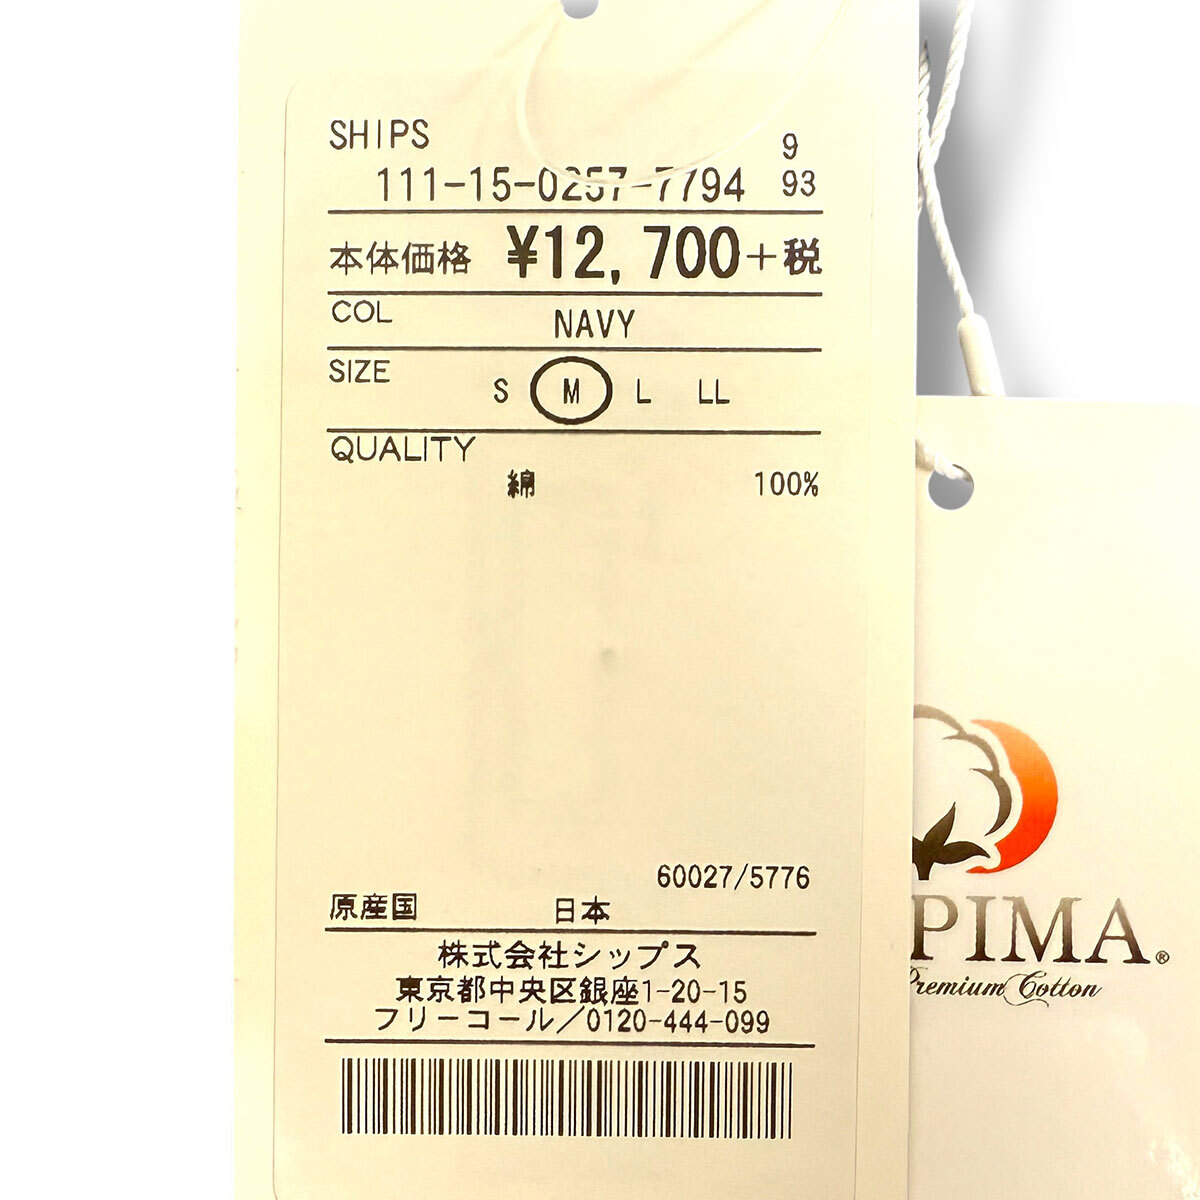 SHIPS
9
111-15-0257-7794
93
本体価格 ¥12,700+税
COL
NAVY
SIZE
S M L LL
QUALITY
綿 100%
60027/5776
原産国 日本
株式会社シップス
東京都中央区銀座1-20-15
フリーコール/0120-444-099
PIMA®
Premium Cotton